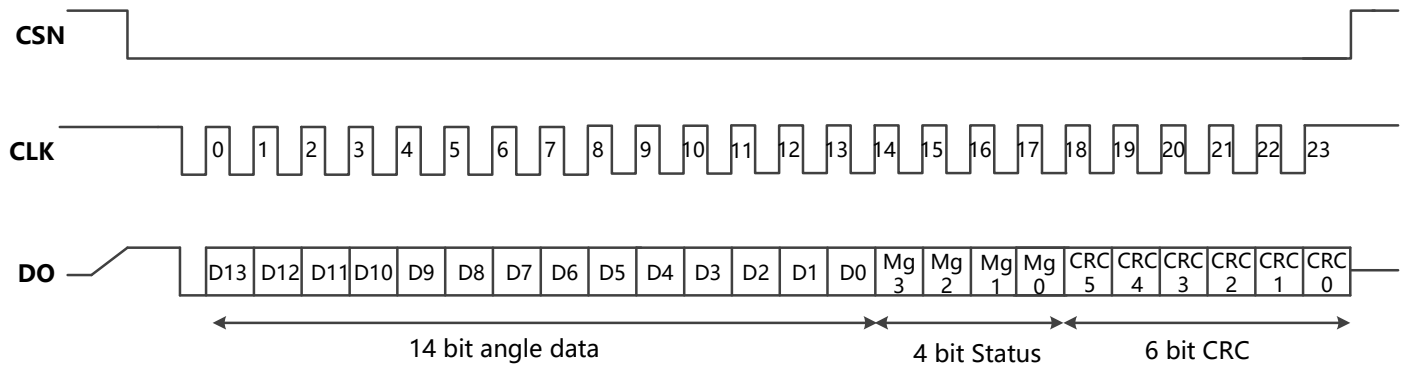 CSN
CLK 0 1 2 3 4 5 6 7 8 9 10 11 12 13 14 15 16 17 18 19 20 21 22 23
DO D13 D12 D11 D10 D9 D8 D7 D6 D5 D4 D3 D2 D1 D0 Mg 3 Mg 2 Mg 1 Mg 0 CRC 5 CRC 4 CRC 3 CRC 2 CRC 1 CRC 0
14 bit angle data 4 bit Status 6 bit CRC